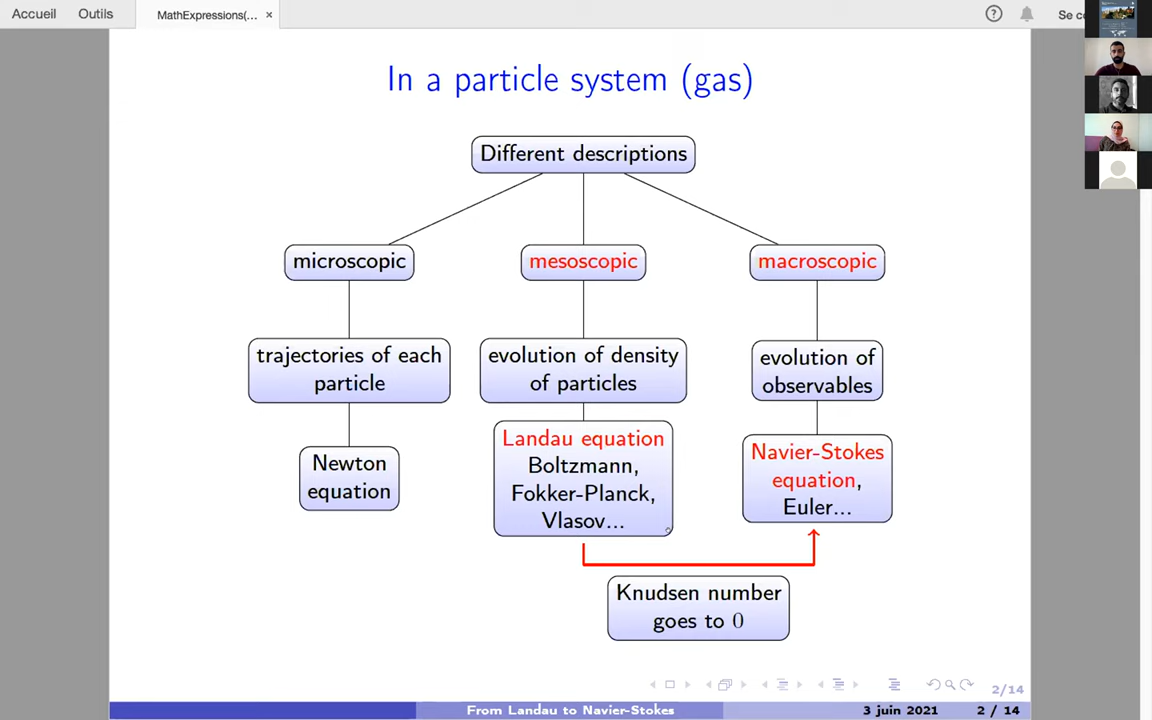 Accueil Outils MathExpressions(... × ? Se c
In a particle system (gas)
Different descriptions
microscopic mesoscopic macroscopic
trajectories of each
particle
evolution of density
of particles
evolution of
observables
Newton
equation
Landau equation
Boltzmann,
Fokker-Planck,
Vlasov...
Navier-Stokes
equation,
Euler...
Knudsen number
goes to 0
2/14
From Landau to Navier-Stokes 3 juin 2021 2 / 14